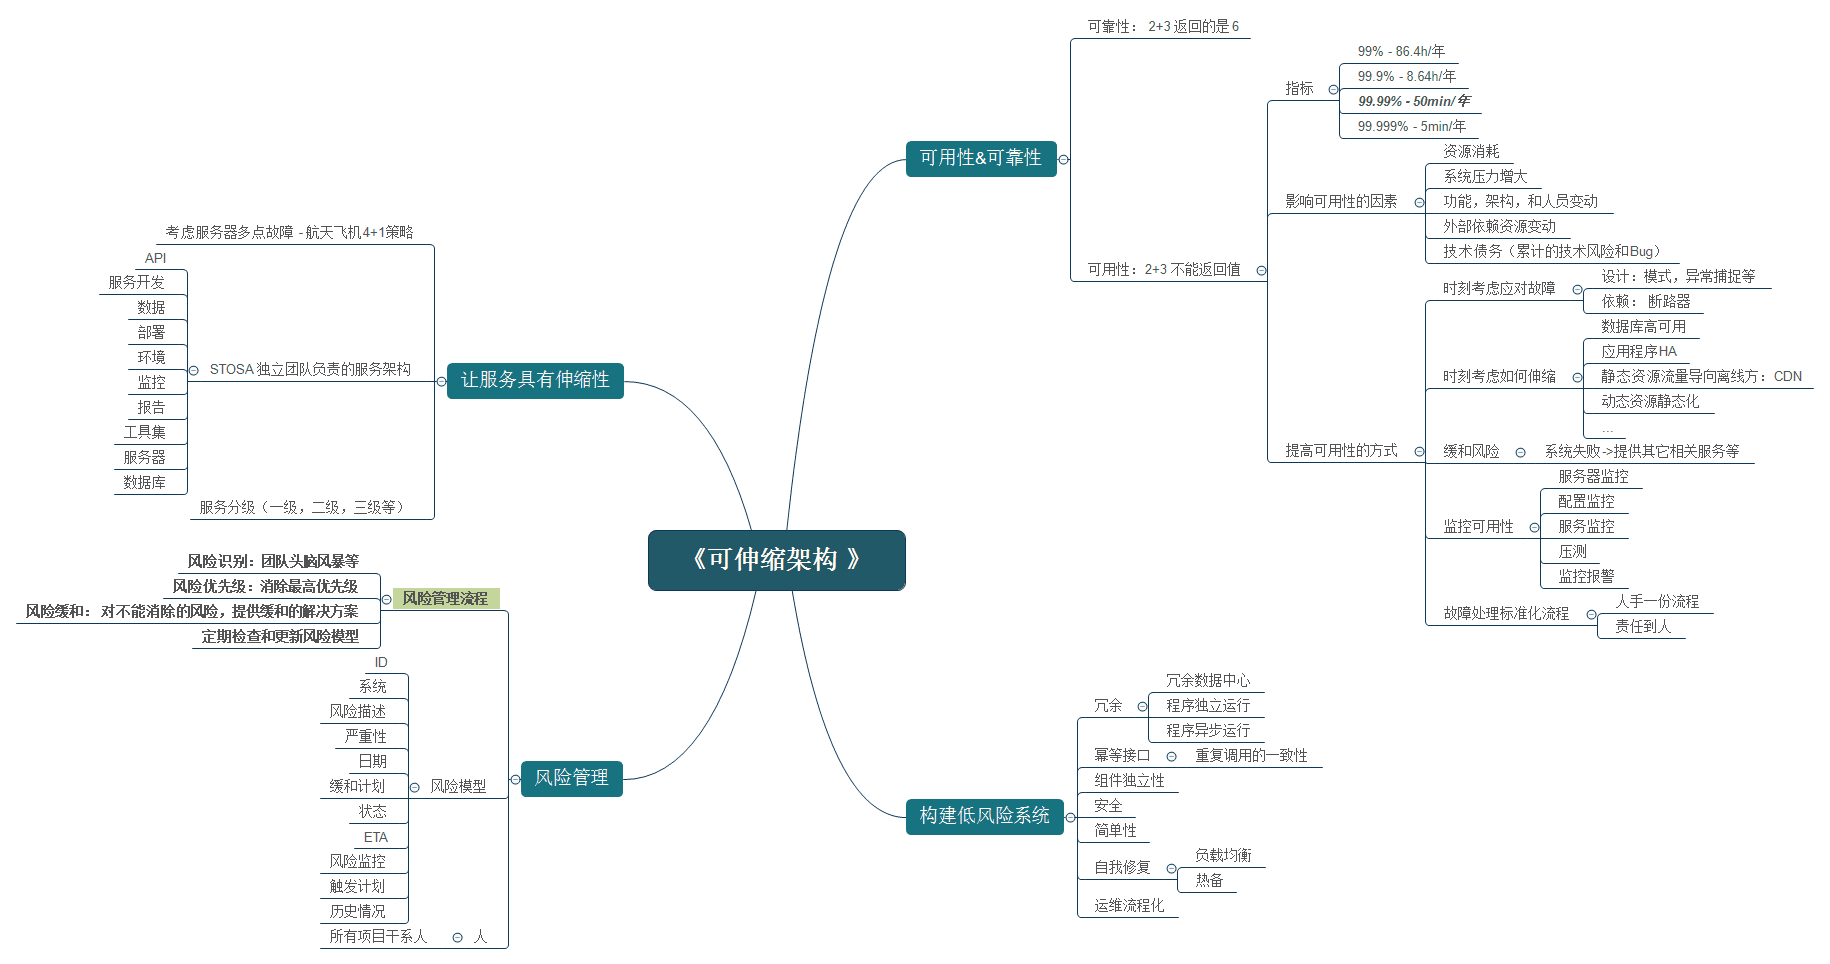 《可伸缩架构 》
可用性&可靠性
可靠性： 2+3 返回的是 6
可用性：2+3 不能返回值
指标
99% - 86.4h/年
99.9% - 8.64h/年
99.99% - 50min/年
99.999% - 5min/年
影响可用性的因素
资源消耗
系统压力增大
功能，架构，和人员变动
外部依赖资源变动
技术债务（累计的技术风险和Bug）
提高可用性的方式
时刻考虑应对故障
设计：模式，异常捕捉等
依赖： 断路器
时刻考虑如何伸缩
数据库高可用
应用程序HA
静态资源流量导向离线方：CDN
动态资源静态化
...
缓和风险
系统失败->提供其它相关服务等
监控可用性
服务器监控
配置监控
服务监控
压测
监控报警
故障处理标准化流程
人手一份流程
责任到人
构建低风险系统
冗余
冗余数据中心
程序独立运行
程序异步运行
幂等接口
重复调用的一致性
组件独立性
安全
简单性
自我修复
负载均衡
热备
运维流程化
让服务具有伸缩性
考虑服务器多点故障 - 航天飞机4+1策略
STOSA 独立团队负责的服务架构
API
服务开发
数据
部署
环境
监控
报告
工具集
服务器
数据库
服务分级（一级，二级，三级等）
风险管理
风险管理流程
风险识别：团队头脑风暴等
风险优先级：消除最高优先级
风险缓和： 对不能消除的风险，提供缓和的解决方案
定期检查和更新风险模型
风险模型
ID
系统
风险描述
严重性
日期
缓和计划
状态
ETA
风险监控
触发计划
历史情况
人
所有项目干系人